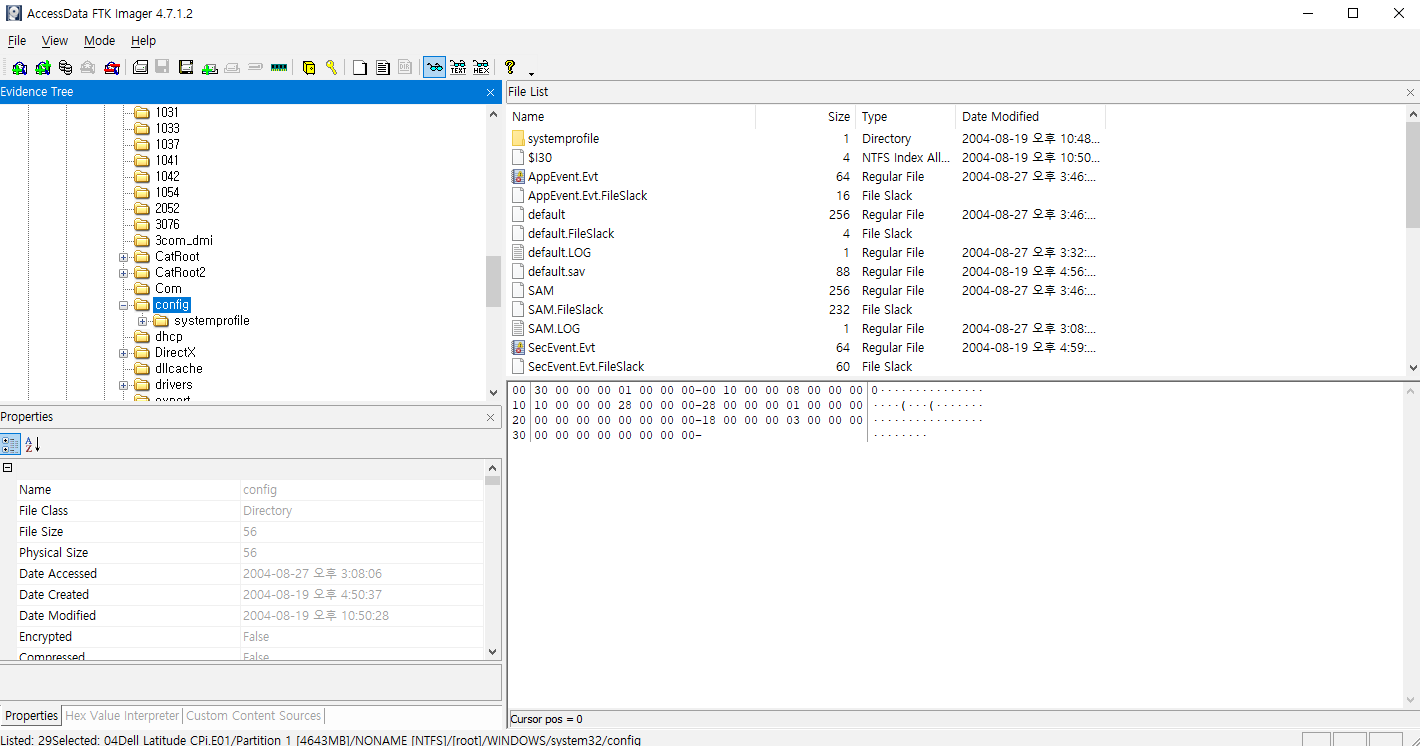 AccessData FTK Imager 4.7.1.2
File View Mode Help
Evidence Tree
1031
1033
1037
1041
1042
1054
2052
3076
3com_dmi
CatRoot
CatRoot2
Com
config
systemprofile
dhcp
DirectX
dllcache
drivers
export
Properties
Name config
File Class Directory
File Size 56
Physical Size 56
Date Accessed 2004-08-27 오후 3:08:06
Date Created 2004-08-19 오후 4:50:37
Date Modified 2004-08-19 오후 10:50:28
Encrypted False
Compressed False
Properties Hex Value Interpreter Custom Content Sources
File List
Name Size Type Date Modified
systemprofile 1 Directory 2004-08-19 오후 10:48...
$I30 4 NTFS Index All... 2004-08-19 오후 10:50...
AppEvent.Evt 64 Regular File 2004-08-27 오후 3:46:...
AppEvent.Evt.FileSlack 16 File Slack
default 256 Regular File 2004-08-27 오후 3:46:...
default.FileSlack 4 File Slack
default.LOG 1 Regular File 2004-08-27 오후 3:32:...
default.sav 88 Regular File 2004-08-19 오후 4:56:...
SAM 256 Regular File 2004-08-27 오후 3:46:...
SAM.FileSlack 232 File Slack
SAM.LOG 1 Regular File 2004-08-27 오후 3:08:...
SecEvent.Evt 64 Regular File 2004-08-19 오후 4:59:...
SecEvent.Evt.FileSlack 60 File Slack
00 30 00 00 00 01 00 00 00-00 10 00 00 08 00 00 00 0···············
10 10 00 00 00 28 00 00 00-28 00 00 00 01 00 00 00 ····(···(·······
20 00 00 00 00 00 00 00 00-18 00 00 00 03 00 00 00 ················
30 00 00 00 00 00 00 00 00- ········
Cursor pos = 0
Listed: 29Selected: 04Dell Latitude CPi.E01/Partition 1 [4643MB]/NONAME [NTFS]/[root]/WINDOWS/system32/config